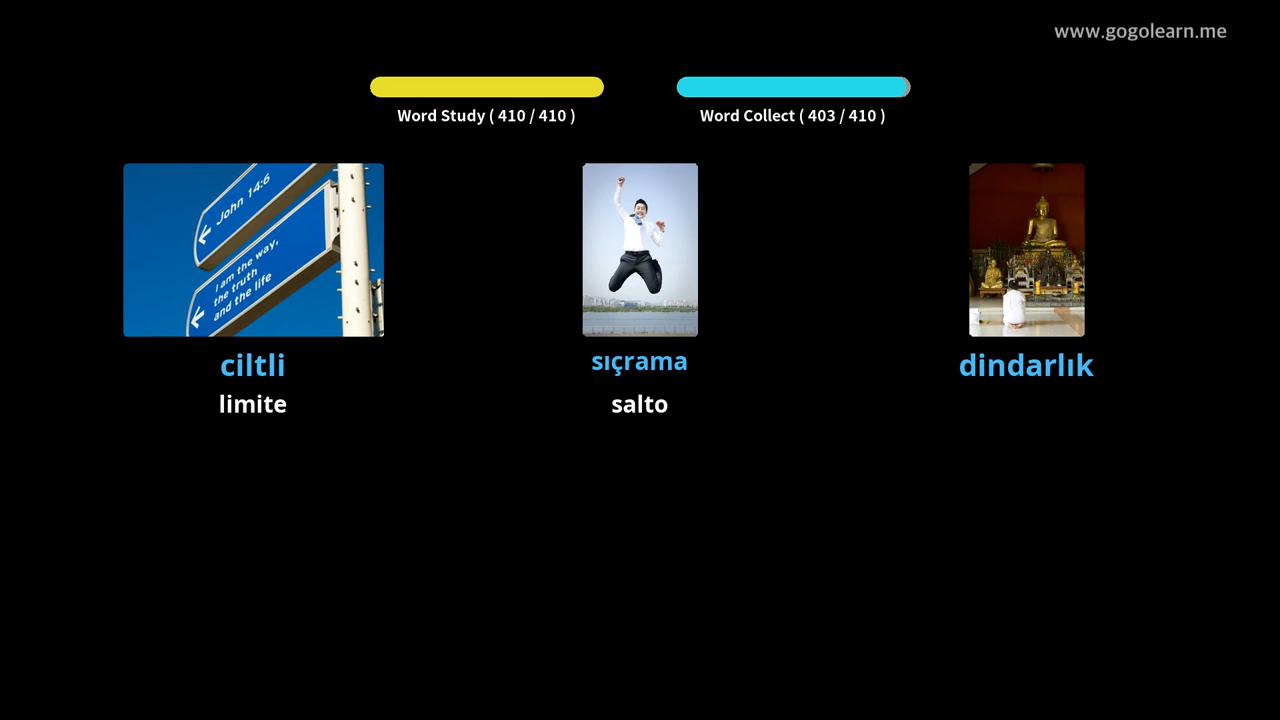 www.gogolearn.me
Word Study ( 410 / 410 )
Word Collect ( 403 / 410 )
John 14:6
I am the way,
the truth
and the life
ciltli
sıçrama
dindarlık
limite
salto